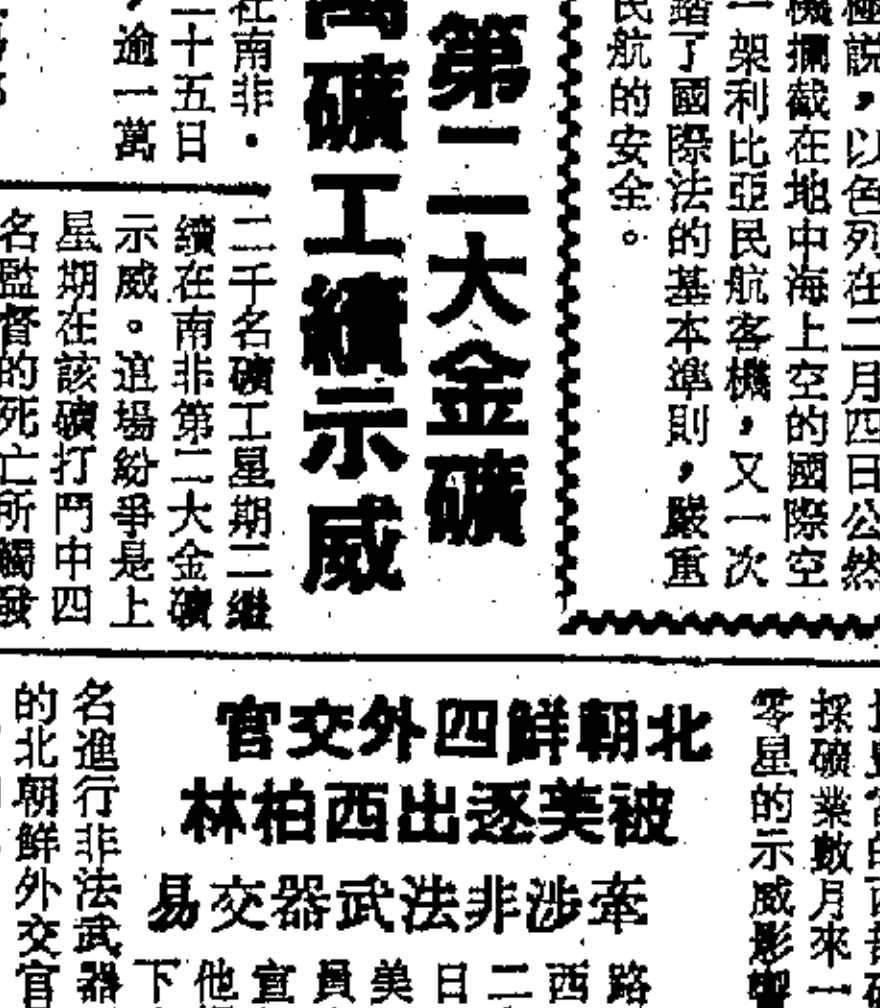 極說，以色列在二月四日公然
機攔截在地中海上空的國際空
一架利比亞民航客機，又一次
踏了國際法的基本準則，嚴重
民航的安全。
第二大金礦
萬礦工續示威
在南非．
二十五日
，逾一萬
二千名礦工星期二繼
續在南非第二大金礦
示威。這場紛爭是上
星期在該礦打鬥中四
名監督的死亡所觸發
採礦業數月來一
零星的示威影響
北朝鮮四外交官
被美逐出西柏林
牽涉非法武器交易
路
西
二
日
美
員
宣
他
下
名進行非法武器
的北朝鮮外交官